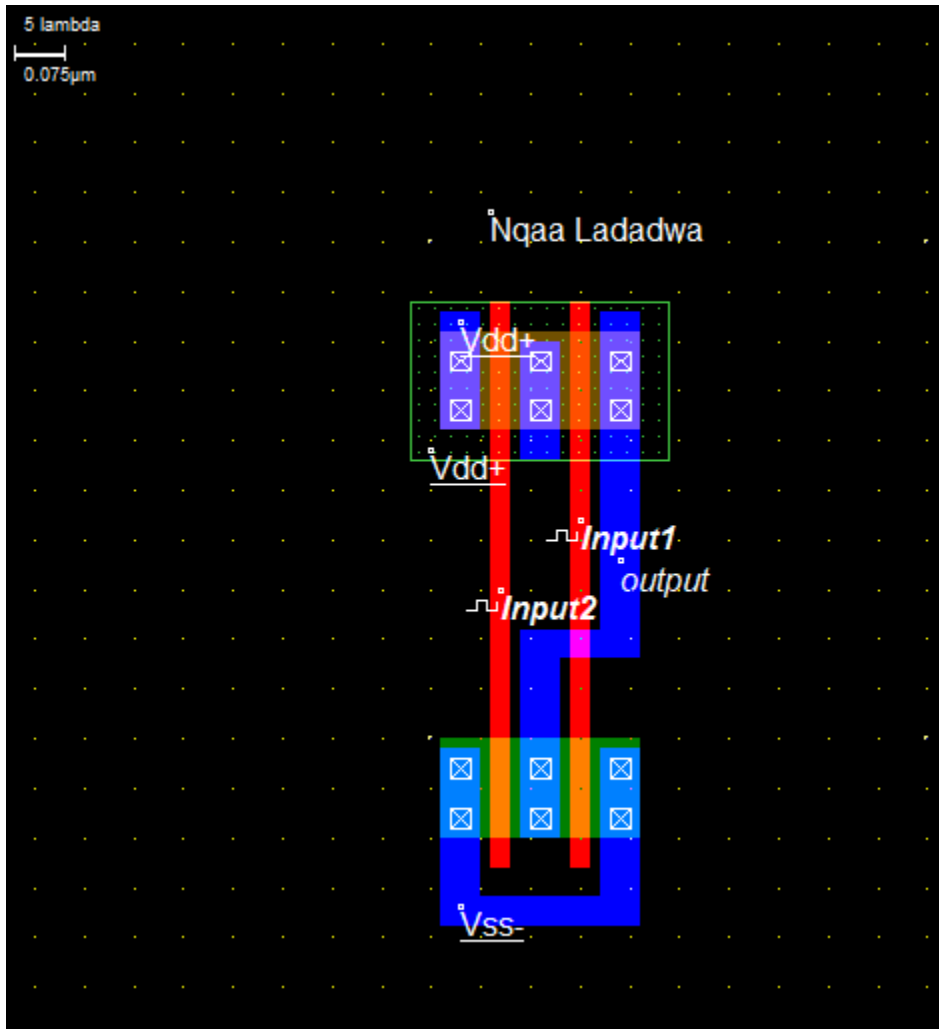 5 lambda
0.075µm
Nqaa Ladadwa
Vdd+
Vdd+
Input1
output
Input2
Vss-